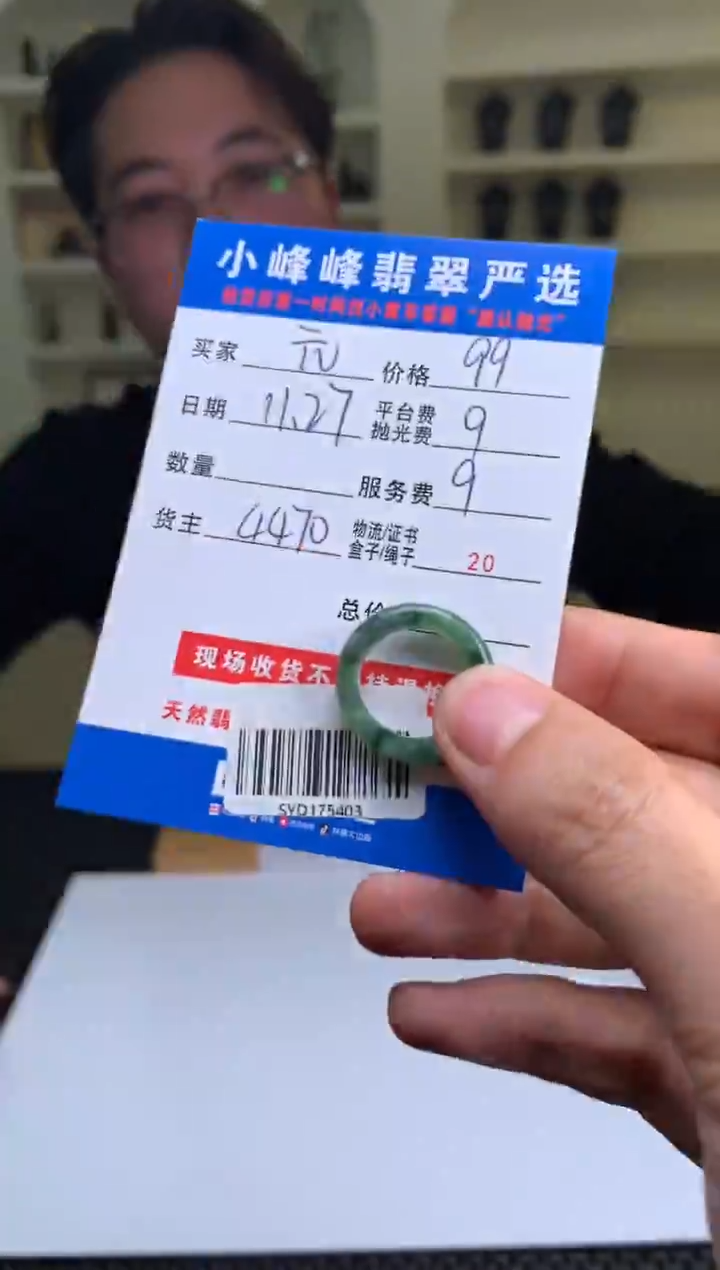 小峰峰翡翠严选
买家 元 价格 99
日期 11.27 平台费 抛光费 9
数量 服务费 9
货主 4470 物流/证书 盒子/绳子 20
总价
现场收货不
天然翡
SYD175403